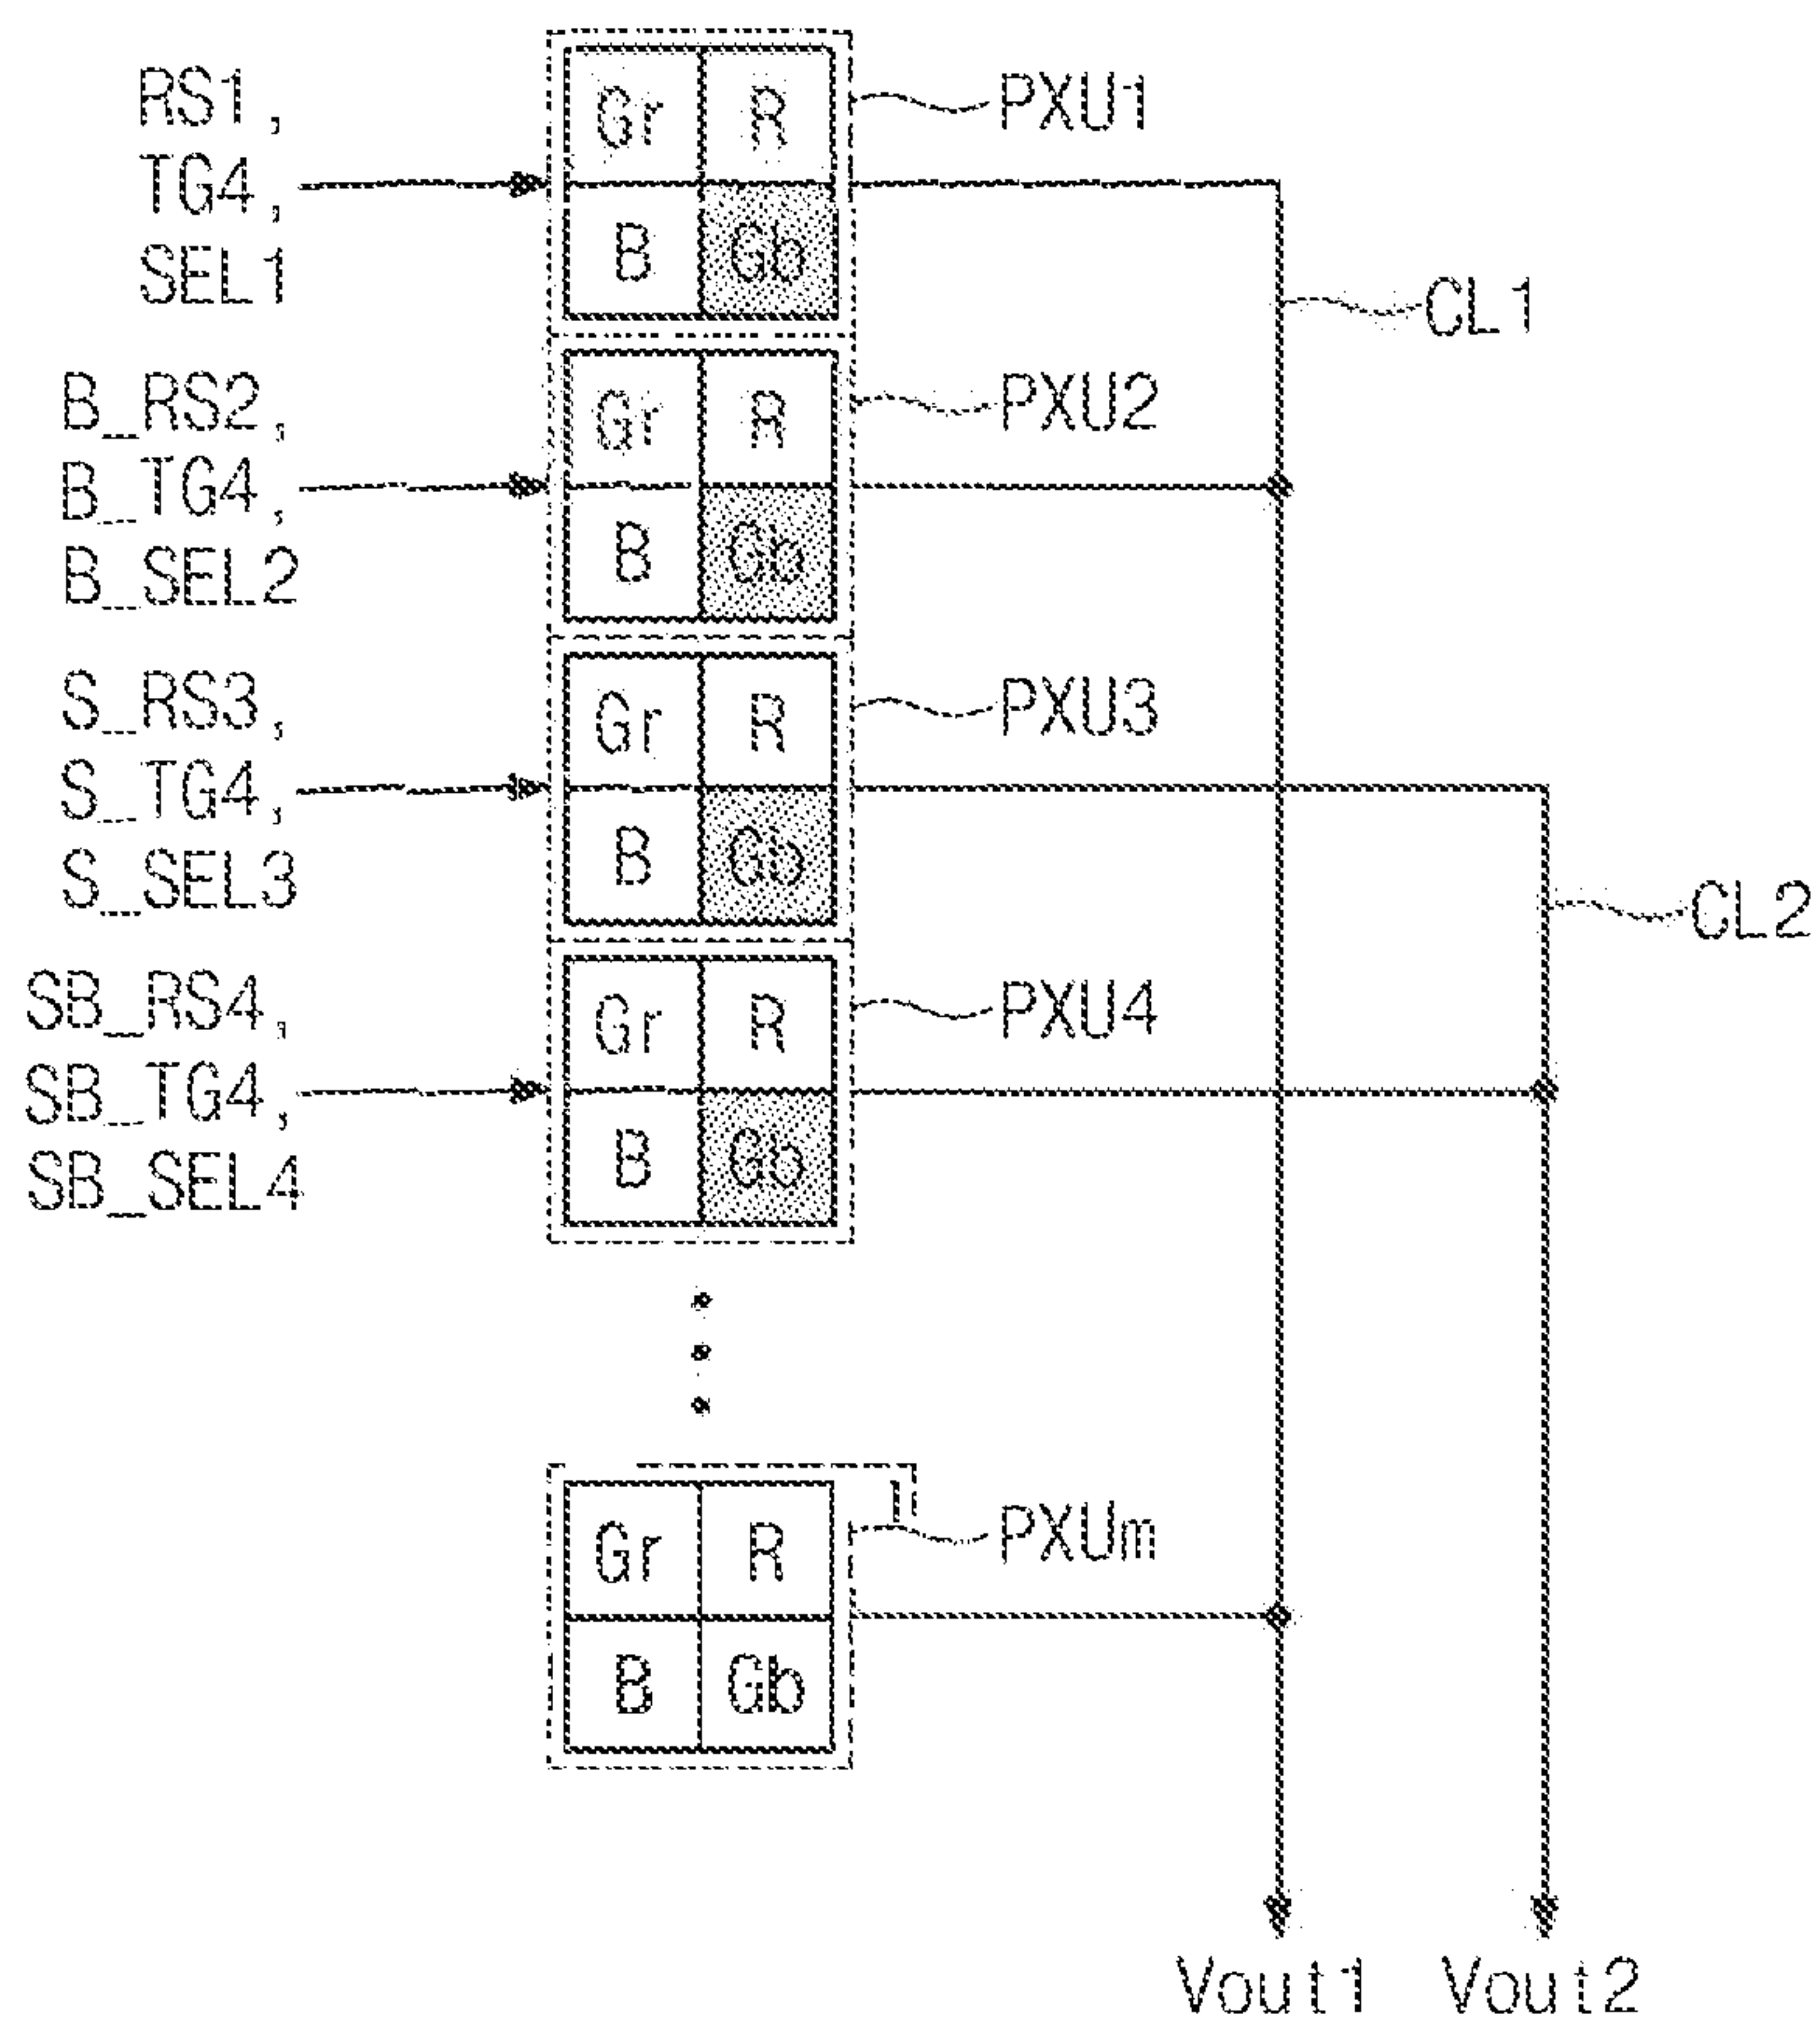 RS1,
TG4,
SEL1
Gr R
B Gb
PXU1
CL1
B_RS2,
B_TG4,
B_SEL2
Gr R
B Gb
PXU2
S_RS3,
S_TG4,
S_SEL3
Gr R
B Gb
PXU3
CL2
SB_RS4,
SB_TG4,
SB_SEL4
Gr R
B Gb
PXU4
Gr R
B Gb
PXUm
Vout1 Vout2